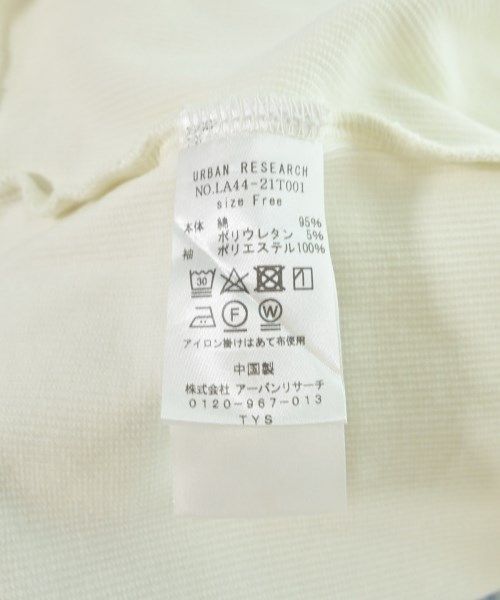 URBAN RESEARCH
NO.LA44-21T001
size Free
本体 綿 95%
ポリウレタン 5%
袖 ポリエステル100%
30
F W
アイロン掛けはあて布使用
中国製
株式会社 アーバンリサーチ
0120-967-013
TYS